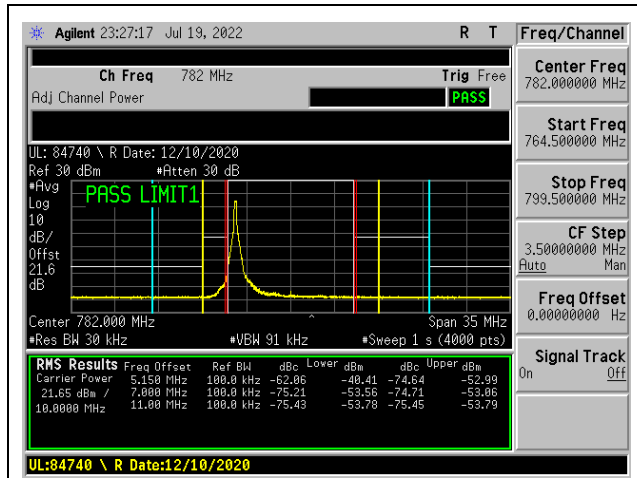 Agilent 23:27:17 Jul 19, 2022 R T
Freq/Channel
Ch Freq 782 MHz Trig Free
Adj Channel Power PASS
UL: 84740 \ R Date: 12/10/2020
Ref 30 dBm #Atten 30 dB
#Avg
Log
10
dB/
Offst
21.6
dB
PASS LIMIT1
Center 782.000 MHz Span 35 MHz
#Res BW 30 kHz #VBW 91 kHz #Sweep 1 s (4000 pts)
RMS Results Freq Offset Ref BW dBc Lower dBm dBc Upper dBm
Carrier Power 5.150 MHz 100.0 kHz -62.06 -40.41 -74.64 -52.99
21.65 dBm / 7.000 MHz 100.0 kHz -75.21 -53.56 -74.71 -53.06
10.0000 MHz 11.00 MHz 100.0 kHz -75.43 -53.78 -75.45 -53.79
UL:84740 \ R Date:12/10/2020
Center Freq
782.000000 MHz
Start Freq
764.500000 MHz
Stop Freq
799.500000 MHz
CF Step
3.50000000 MHz
Auto Man
Freq Offset
0.00000000 Hz
Signal Track
On Off